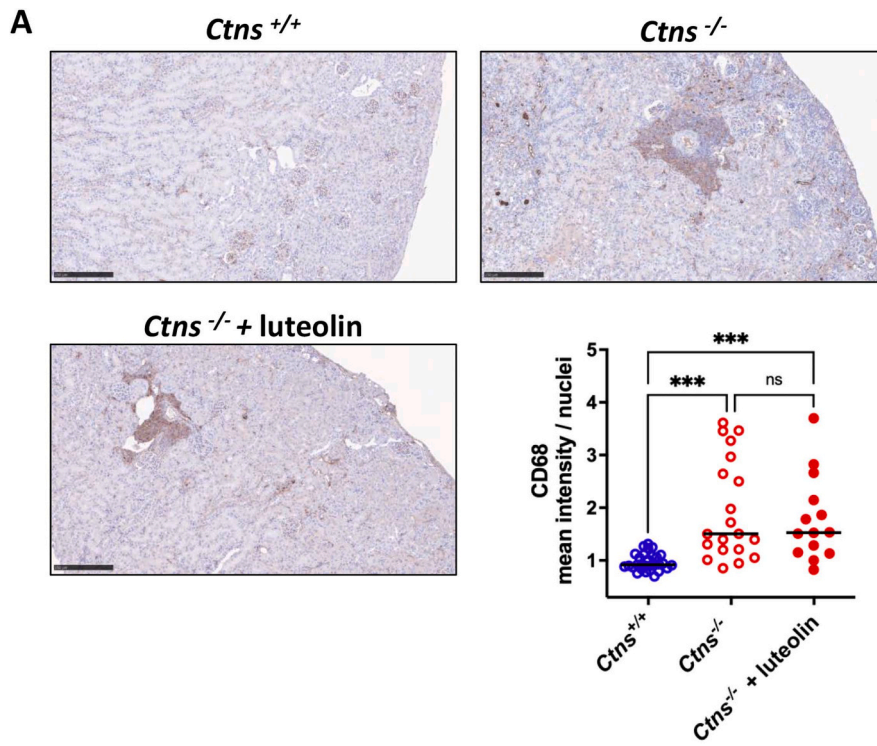 A
Ctns +/+
Ctns -/-
Ctns -/- + luteolin
5
4
3
2
1
CD68
mean intensity / nuclei
***
***
ns
Ctns+/+
Ctns-/-
Ctns-/- + luteolin